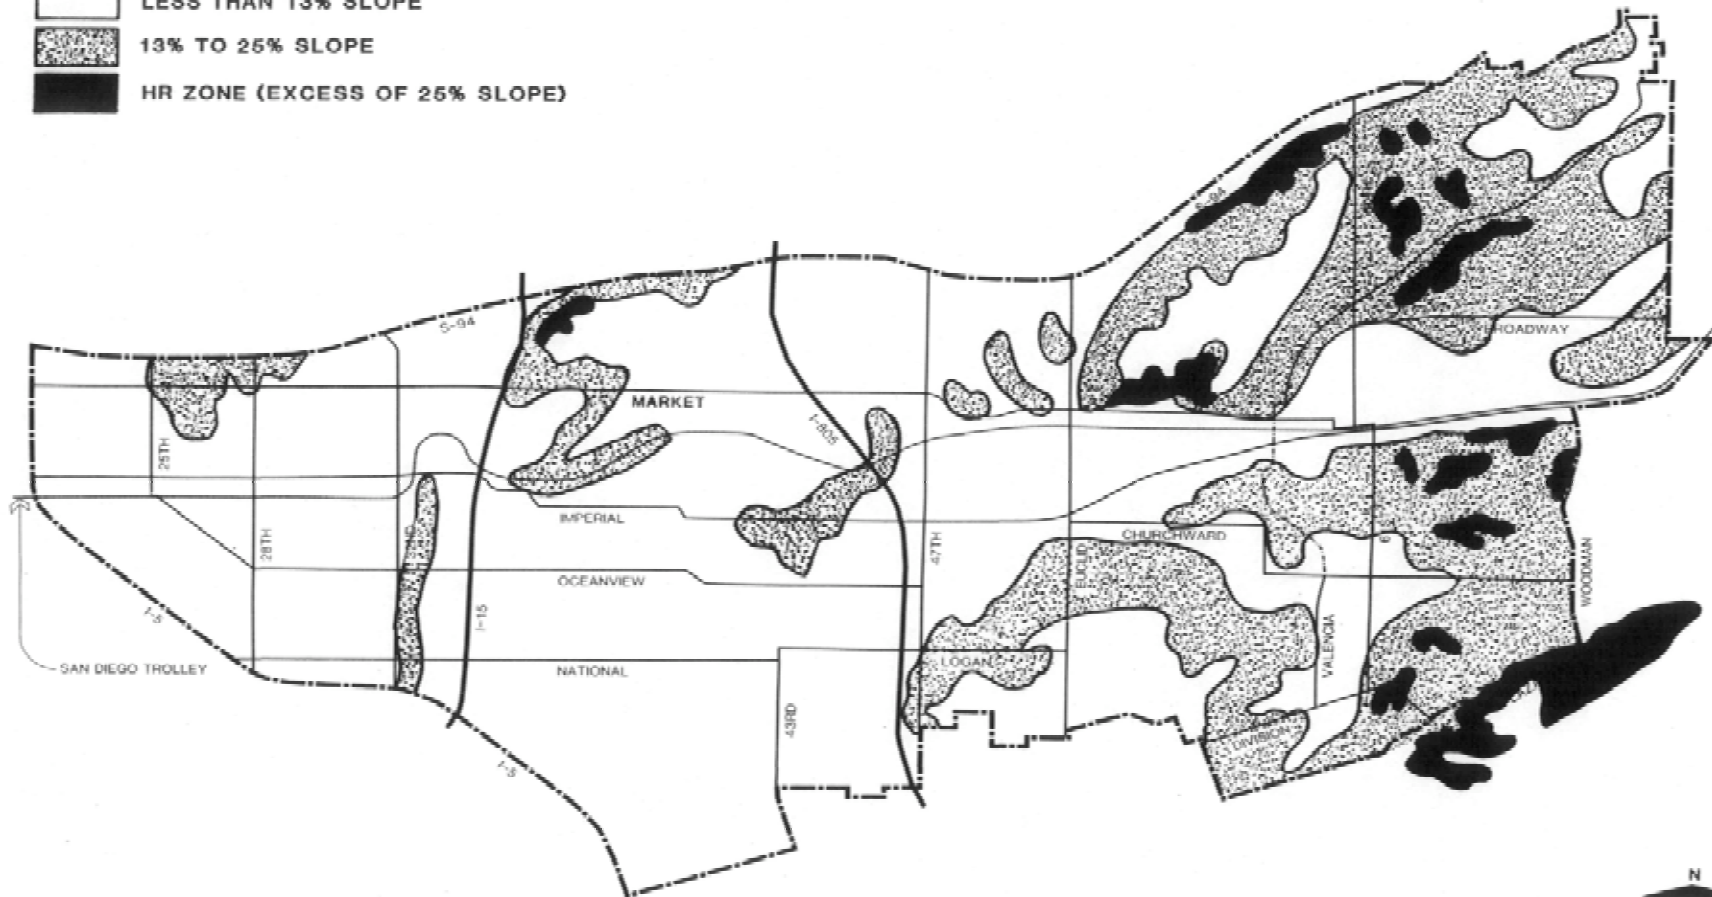 LESS THAN 13% SLOPE
13% TO 25% SLOPE
HR ZONE (EXCESS OF 25% SLOPE)
S-94
S-94
BROADWAY
MARKET
I-805
25TH
28TH
IMPERIAL
47TH
EUCLID
CHURCHWARD
WOODMAN
OCEANVIEW
I-5
I-15
SAN DIEGO TROLLEY
NATIONAL
LOGAN
VALENCIA
43RD
DIVISION
I-5
N